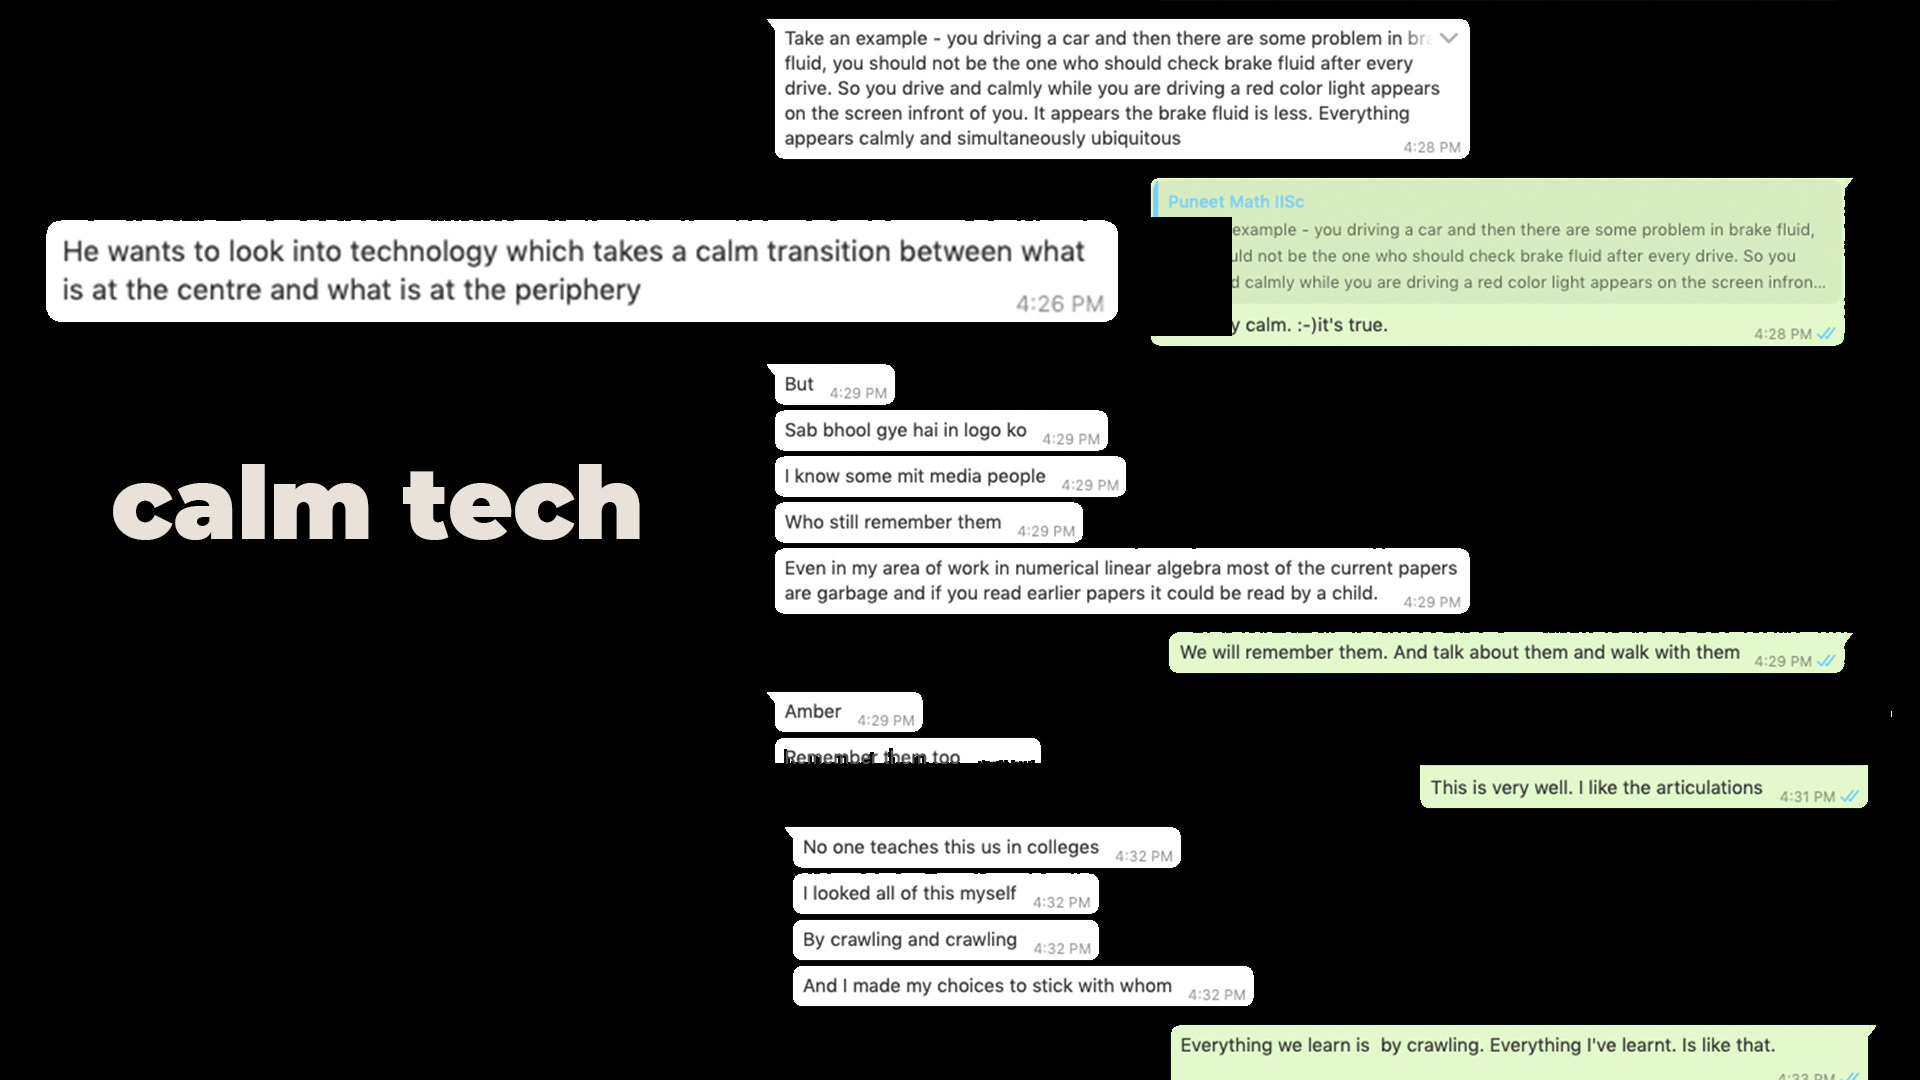 Take an example - you driving a car and then there are some problem in
fluid, you should not be the one who should check brake fluid after every
drive. So you drive and calmly while you are driving a red color light appears
on the screen infront of you. It appears the brake fluid is less. Everything
appears calmly and simultaneously ubiquitous
4:28 PM
Puneet Math IISc
example - you driving a car and then there are some problem in brake fluid,
not be the one who should check brake fluid after every drive. So you
calmly while you are driving a red color light appears on the screen infron...
calm. :-)it's true.
4:28 PM
He wants to look into technology which takes a calm transition between what
is at the centre and what is at the periphery
4:26 PM
calm tech
But 4:29 PM
Sab bhool gye hai in logo ko 4:29 PM
I know some mit media people 4:29 PM
Who still remember them 4:29 PM
Even in my area of work in numerical linear algebra most of the current papers
are garbage and if you read earlier papers it could be read by a child. 4:29 PM
We will remember them. And talk about them and walk with them 4:29 PM
Amber 4:29 PM
Remember them too
This is very well. I like the articulations 4:31 PM
No one teaches this us in colleges 4:32 PM
I looked all of this myself 4:32 PM
By crawling and crawling 4:32 PM
And I made my choices to stick with whom 4:32 PM
Everything we learn is by crawling. Everything I've learnt. Is like that.
4:33 PM